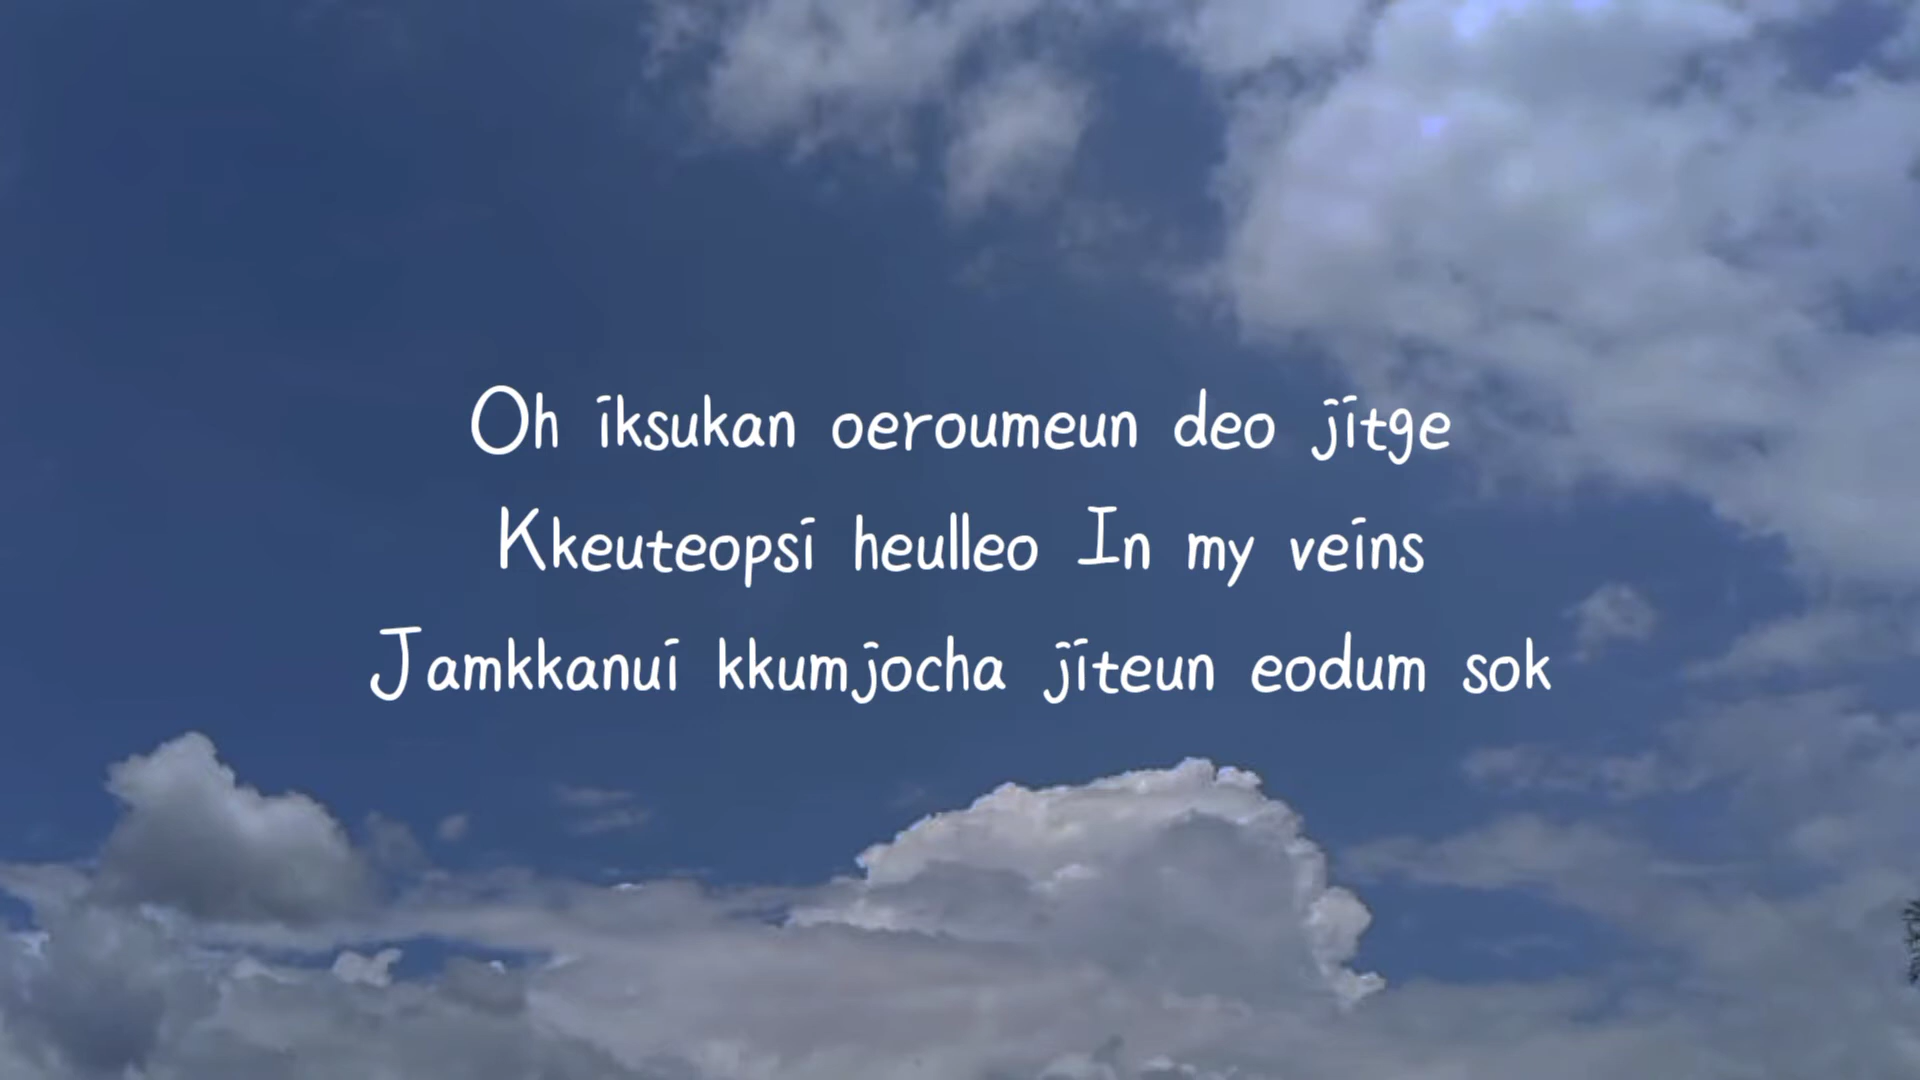 Oh iksukan oeroumeun deo jitge
Kkeuteopsi heulleo In my veins
Jamkkanui kkumjocha jiteun eodum sok